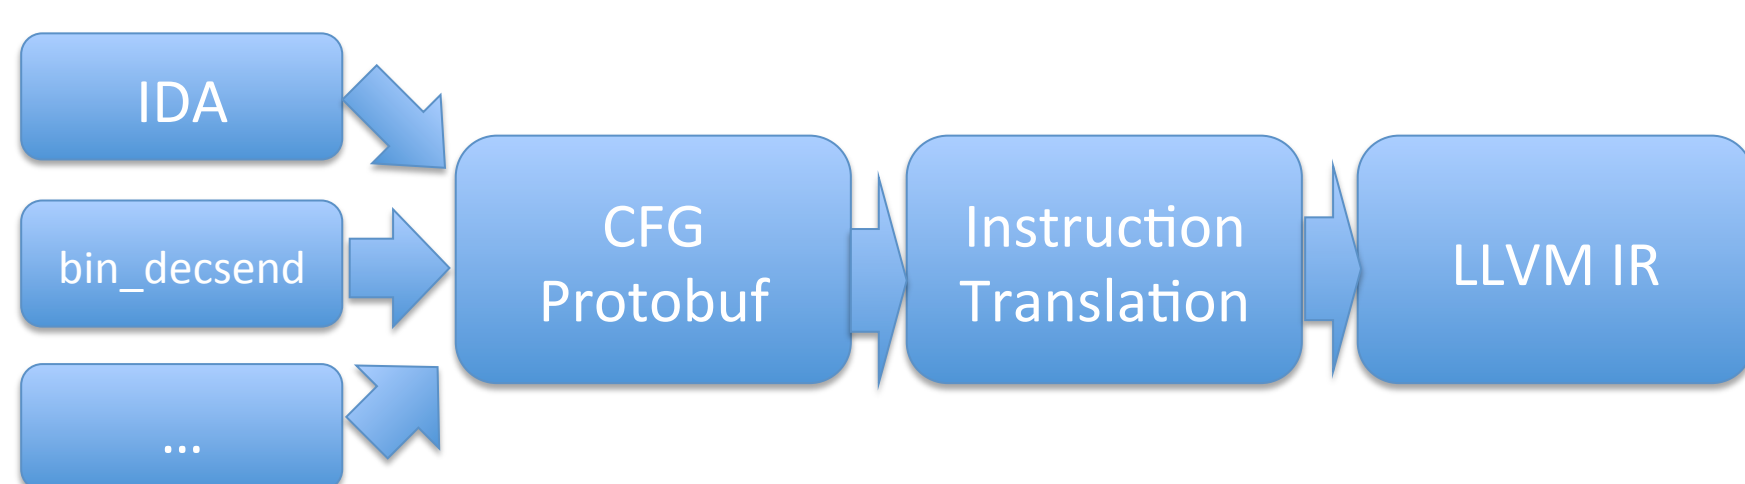 IDA
bin_decsend
...
CFG
Protobuf
Instruction
Translation
LLVM IR